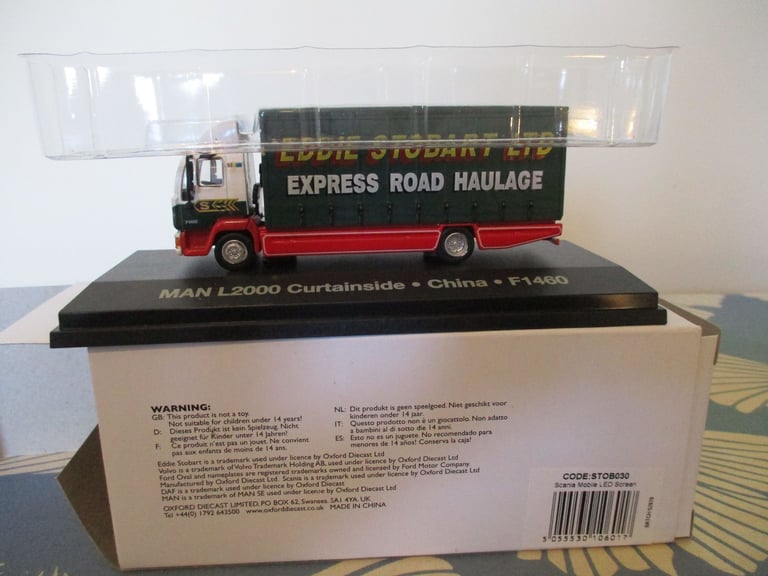 EDDIE STOBART LTD
EXPRESS ROAD HAULAGE
S
F1460
MAN L2000 Curtainside • China • F1460
WARNING:
GB: This product is not a toy.
Not suitable for children under 14 years!
D: Dieses Produkt ist kein Spielzeug. Nicht
geeignet für Kinder unter 14 Jahren!
F: Ce produit n'est pas un jouet. Ne convient
pas aux enfants de moins de 14 ans.
NL: Dit produkt is geen speelgoed. Niet geschikt voor
kinderen onder 14 jaar.
IT: Questo prodotto non è un giocattolo. Non adatto
a bambini al di sotto die 14 anni.
ES: Esto no es un juguete. No recomendado para
menores de 14 años! Conserva la caja!
Eddie Stobart is a trademark used under licence by Oxford Diecast Ltd
Volvo is a trademark of Volvo Trademark Holding AB, used under licence by Oxford Diecast Ltd
Ford Oval and nameplates are registered trademarks owned and licensed by Ford Motor Company.
Manufactured by Oxford Diecast Ltd. Scania is a trademark used under licence by Oxford Diecast Ltd
DAF is a trademark used under licence by Oxford Diecast Ltd
MAN is a trademark of MAN SE used under licence by Oxford Diecast Ltd
OXFORD DIECAST LIMITED, PO BOX 62, Swansea, SA1 4YA. UK
Tel +44(0) 1792 643500 www.oxforddiecast.co.uk MADE IN CHINA
CODE:STOB030
Scania Mobile LED Screen
5 055530 106017